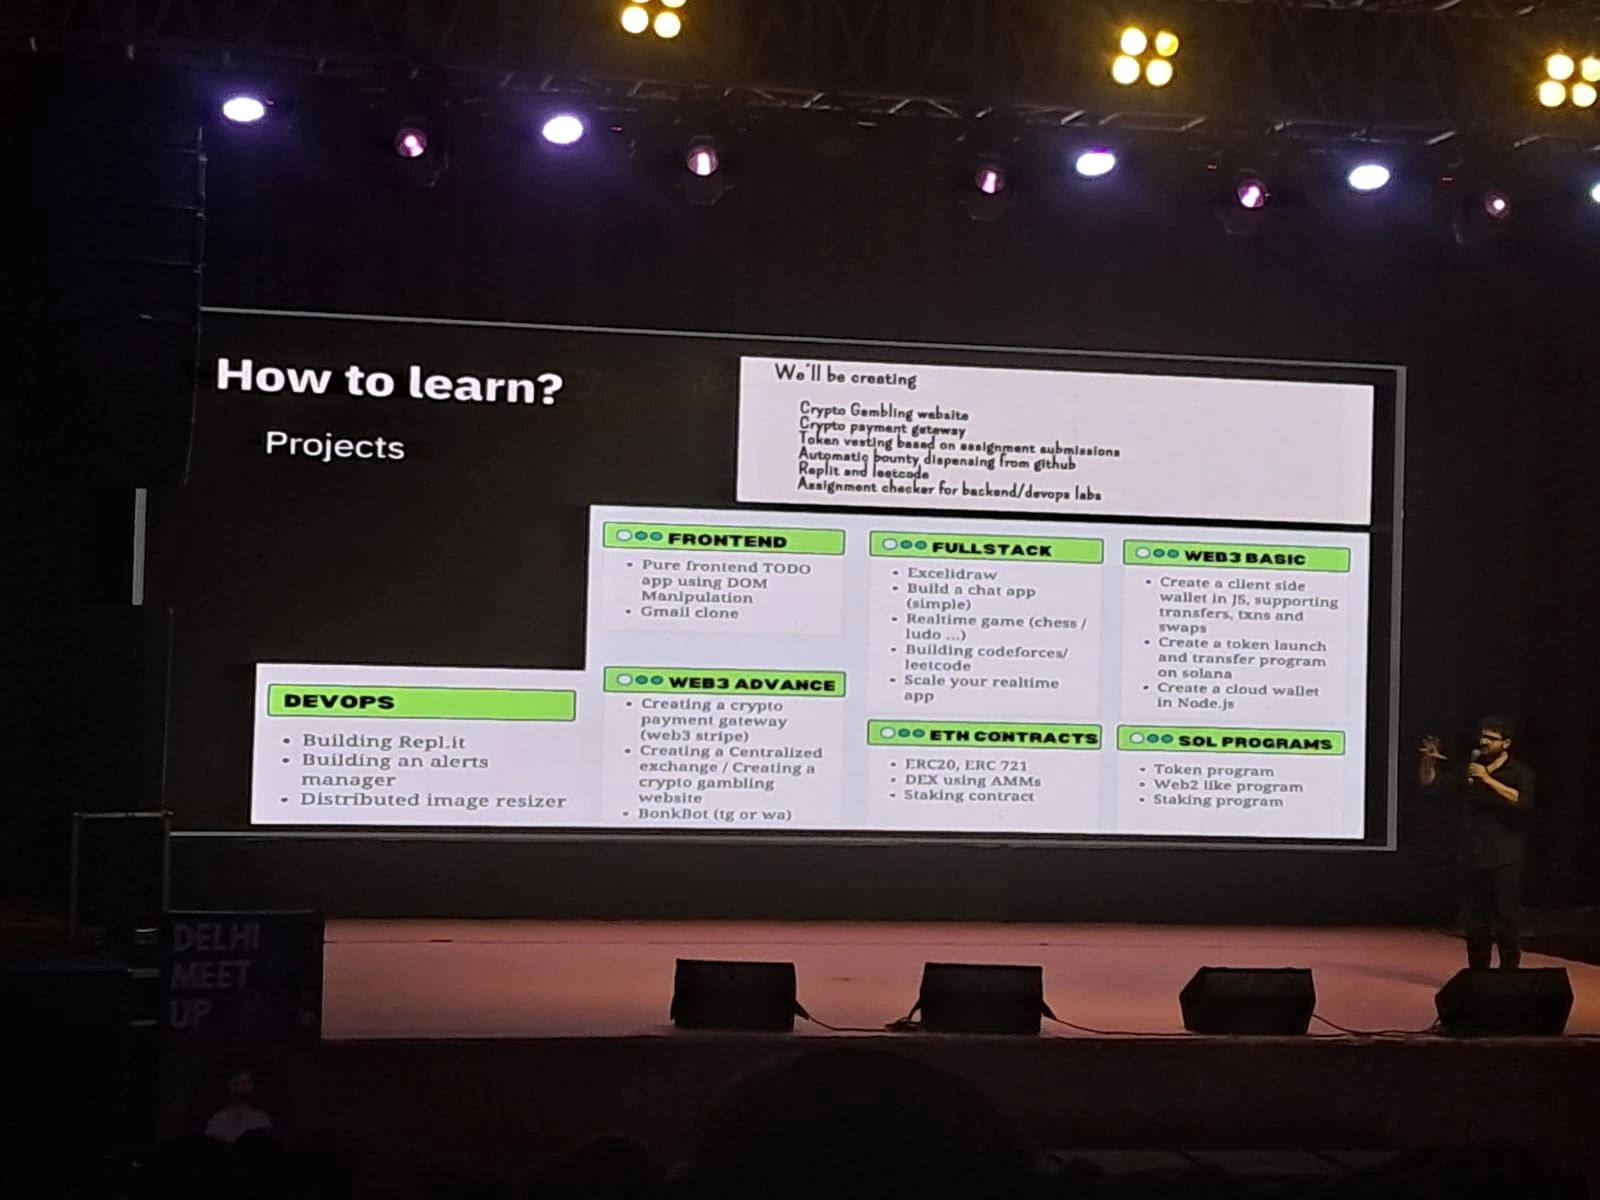 How to learn?
Projects
We'll be creating
Crypto Gambling website
Crypto payment gateway
Token vesting based on assignment submissions
Automatic bounty dispensing from github
Replit and leetcode
Assignment checker for backend/devops labs
FRONTEND
• Pure frontend TODO
app using DOM
Manipulation
• Gmail clone
FULLSTACK
• Excelidraw
• Build a chat app
(simple)
• Realtime game (chess /
ludo ...)
• Building codeforces/
leetcode
• Scale your realtime
app
WEB3 BASIC
• Create a client side
wallet in JS, supporting
transfers, txns and
swaps
• Create a token launch
and transfer program
on solana
• Create a cloud wallet
in Node.js
DEVOPS
• Building Repl.it
• Building an alerts
manager
• Distributed image resizer
WEB3 ADVANCE
• Creating a crypto
payment gateway
(web3 stripe)
• Creating a Centralized
exchange / Creating a
crypto gambling
website
• BonkBot (tg or wa)
ETH CONTRACTS
• ERC20, ERC 721
• DEX using AMMs
• Staking contract
SOL PROGRAMS
• Token program
• Web2 like program
• Staking program
DELHI
MEET
UP